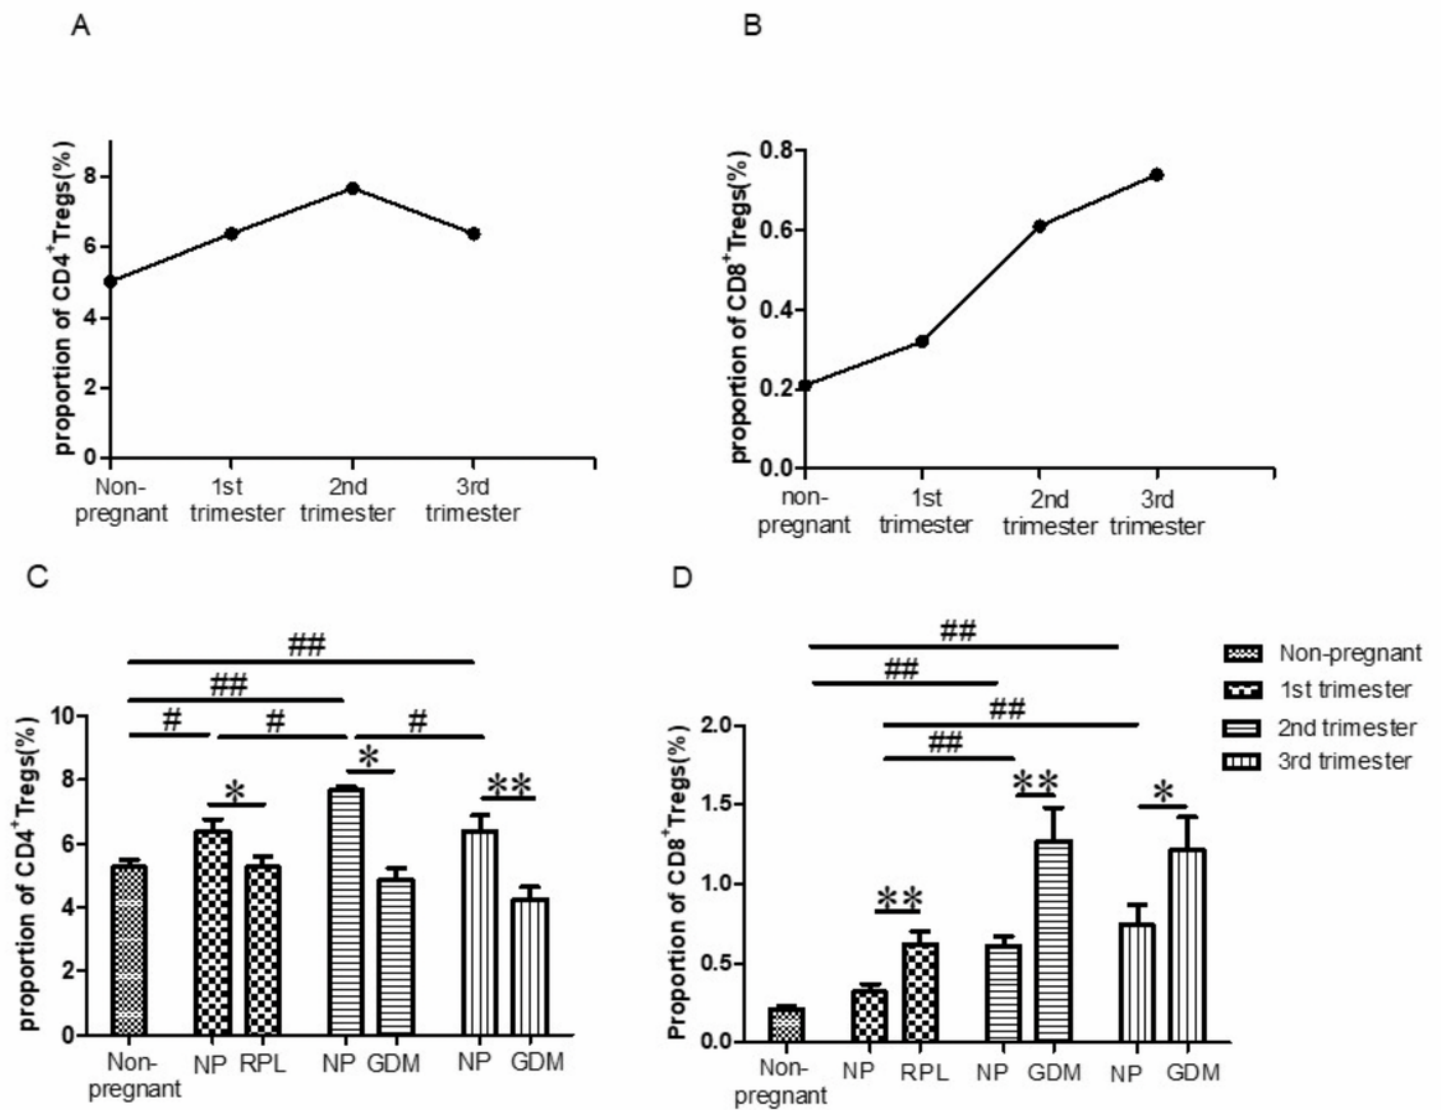 A
B
proportion of CD4+Tregs(%)
8
6
4
2
0
Non-pregnant
1st trimester
2nd trimester
3rd trimester
proportion of CD8+Tregs(%)
0.8
0.6
0.4
0.2
0.0
non-pregnant
1st trimester
2nd trimester
3rd trimester
C
D
##
##
#
#
#
*
*
**
proportion of CD4+Tregs(%)
10
8
6
4
2
0
Non-pregnant
NP
RPL
NP
GDM
NP
GDM
##
##
##
##
**
**
*
Proportion of CD8+Tregs(%)
2.0
1.5
1.0
0.5
0.0
Non-pregnant
NP
RPL
NP
GDM
NP
GDM
Non-pregnant
1st trimester
2nd trimester
3rd trimester